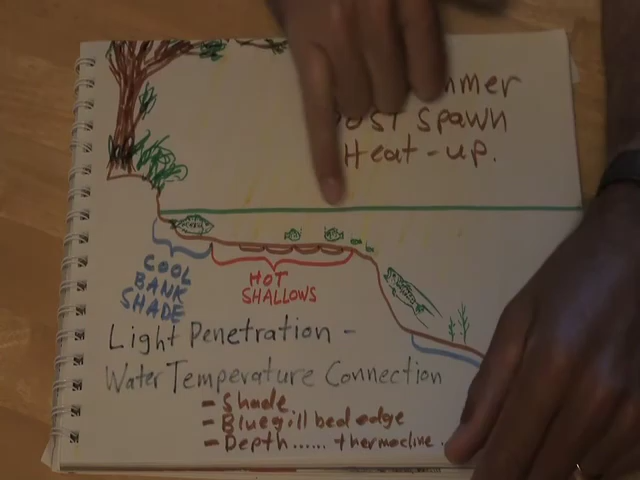 Post Spawn
Heat-up.
COOL
BANK
SHADE
HOT
SHALLOWS
Light Penetration -
Water Temperature Connection
- Shade
- Bluegill bed edge
- Depth...... thermocline.